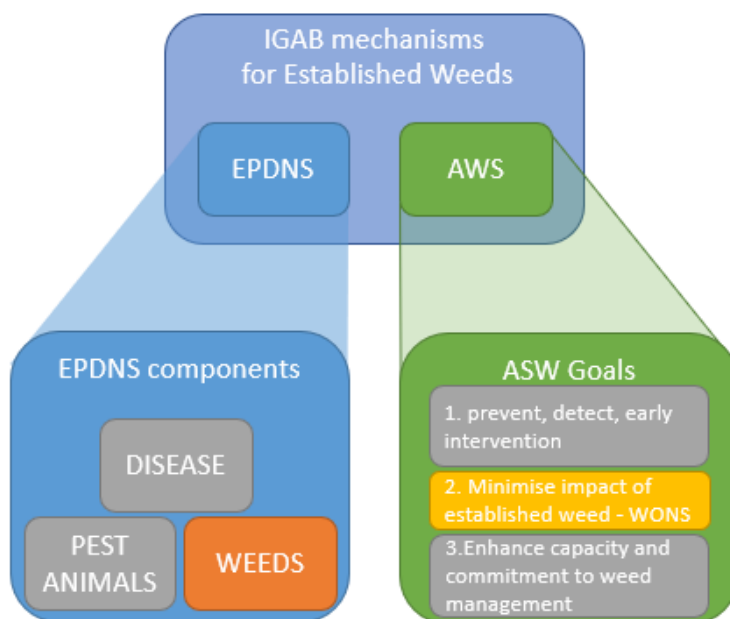 IGAB mechanisms
for Established Weeds
EPDNS
AWS
EPDNS components
DISEASE
PEST
ANIMALS
WEEDS
ASW Goals
1. prevent, detect, early
intervention
2. Minimise impact of
established weed - WONS
3.Enhance capacity and
commitment to weed
management